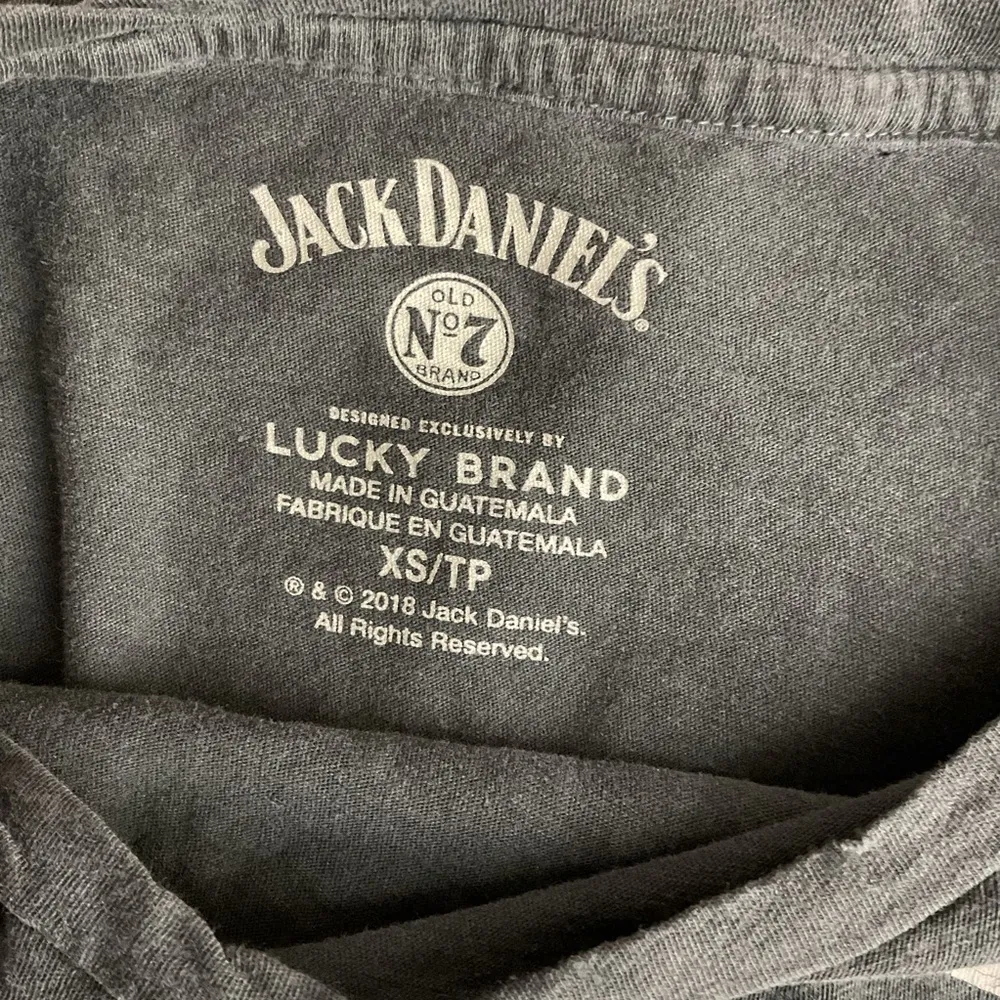 JACK DANIEL'S®
OLD
Nº7
BRAND
DESIGNED EXCLUSIVELY BY
LUCKY BRAND
MADE IN GUATEMALA
FABRIQUE EN GUATEMALA
XS/TP
® & © 2018 Jack Daniel's.
All Rights Reserved.